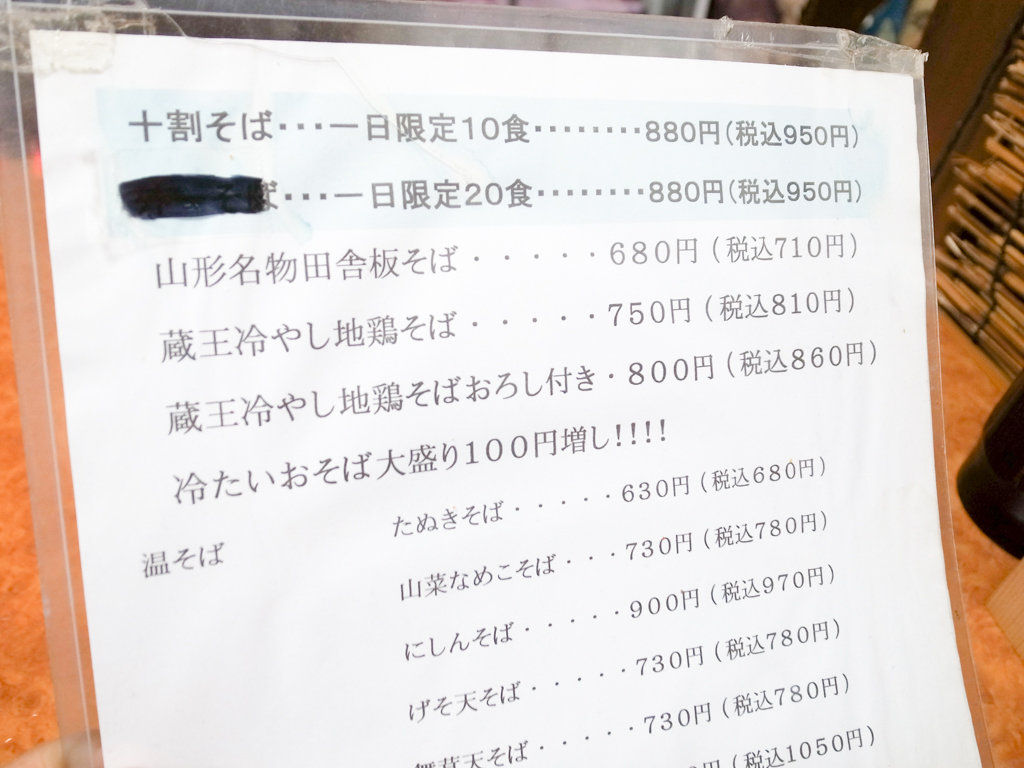 十割そば・・・一日限定10食・・・・・・・・880円(税込950円)
ば・・・一日限定20食・・・・・・・・880円(税込950円)
山形名物田舎板そば・・・・・680円(税込710円)
蔵王冷やし地鶏そば・・・・・750円(税込810円)
蔵王冷やし地鶏そばおろし付き・800円(税込860円)
冷たいおそば大盛り100円増し!!!!
温そば
たぬきそば・・・・・630円(税込680円)
山菜なめこそば・・・730円(税込780円)
にしんそば・・・・・900円(税込970円)
げそ天そば・・・・・730円(税込780円)
舞茸天そば・・・・・730円(税込780円)
円(税込1050円)